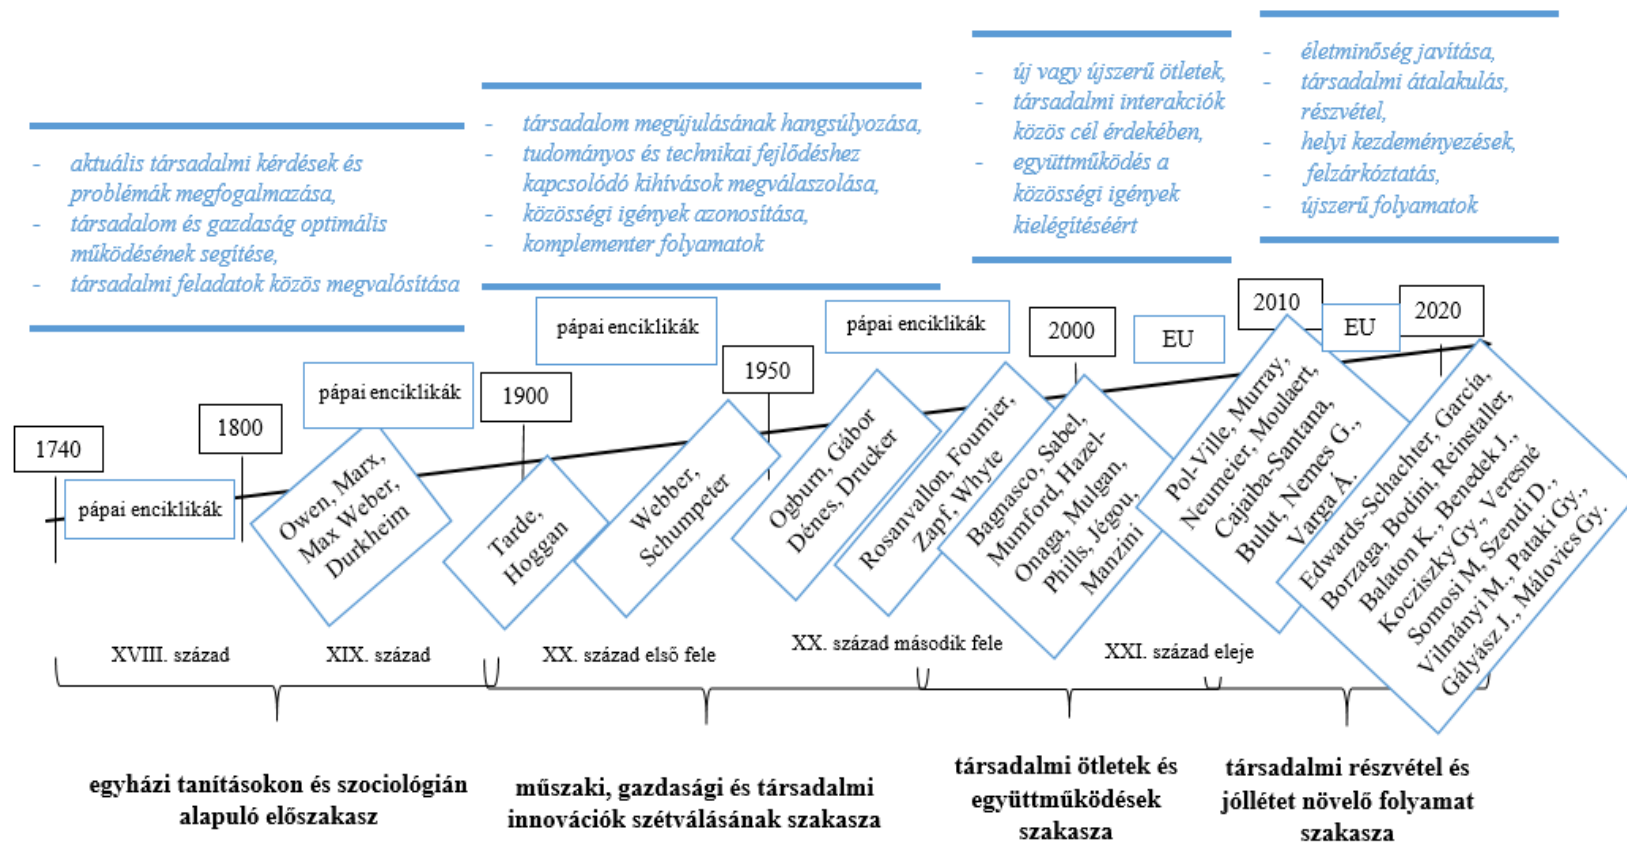 - aktuális társadalmi kérdések és
problémák megfogalmazása,
- társadalom és gazdaság optimális
működésének segítése,
- társadalmi feladatok közös megvalósítása
- társadalom megújulásának hangsúlyozása,
- tudományos és technikai fejlődéshez
kapcsolódó kihívások megválaszolása,
- közösségi igények azonosítása,
- komplementer folyamatok
- új vagy újszerű ötletek,
- társadalmi interakciók
közös cél érdekében,
- együttműködés a
közösségi igények
kielégítéséért
- életminőség javítása,
- társadalmi átalakulás,
részvétel,
- helyi kezdeményezések,
- felzárkóztatás,
- újszerű folyamatok
1740
pápai enciklikák
1800
pápai enciklikák
1900
pápai enciklikák
1950
pápai enciklikák
2000
EU
2010
EU
2020
Owen, Marx,
Max Weber,
Durkheim
Tarde,
Hoggan
Webber,
Schumpeter
Ogburn, Gábor
Dénes, Drucker
Rosanvallon, Fournier,
Zapf, Whyte
Bagnasco, Sabel,
Mumford, Hazel-
Onaga, Mulgan,
Phills, Jégou,
Manzini
Pol-Ville, Murray,
Neumeier, Moulaert,
Cajaiba-Santana,
Bulut, Nemes G.,
Varga Á.
Edwards-Schachter, García,
Borzaga, Bodini, Reinstaller,
Balaton K., Benedek J.,
Kocziszky Gy., Veresné
Somosi M, Szendi D.,
Vilmányi M., Pataki Gy.,
Gályász J., Málovics Gy.
XVIII. század
XIX. század
XX. század első fele
XX. század második fele
XXI. század eleje
egyházi tanításokon és szociológián
alapuló előszakasz
műszaki, gazdasági és társadalmi
innovációk szétválásának szakasza
társadalmi ötletek és
együttműködések
szakasza
társadalmi részvétel és
jóllétet növelő folyamat
szakasza